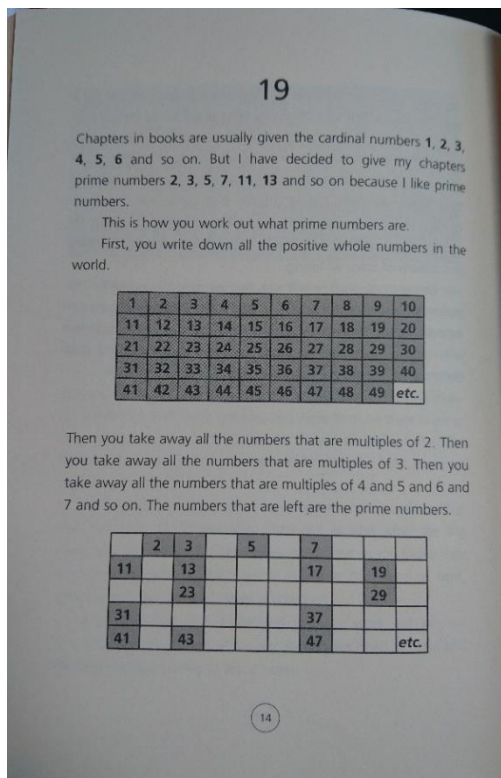 19
Chapters in books are usually given the cardinal numbers 1, 2, 3,
4, 5, 6 and so on. But I have decided to give my chapters
prime numbers 2, 3, 5, 7, 11, 13 and so on because I like prime
numbers.
This is how you work out what prime numbers are.
First, you write down all the positive whole numbers in the
world.
1 2 3 4 5 6 7 8 9 10
11 12 13 14 15 16 17 18 19 20
21 22 23 24 25 26 27 28 29 30
31 32 33 34 35 36 37 38 39 40
41 42 43 44 45 46 47 48 49 etc.
Then you take away all the numbers that are multiples of 2. Then
you take away all the numbers that are multiples of 3. Then you
take away all the numbers that are multiples of 4 and 5 and 6 and
7 and so on. The numbers that are left are the prime numbers.
2 3 5 7
11 13 17 19
23 29
31 37
41 43 47 etc.
14